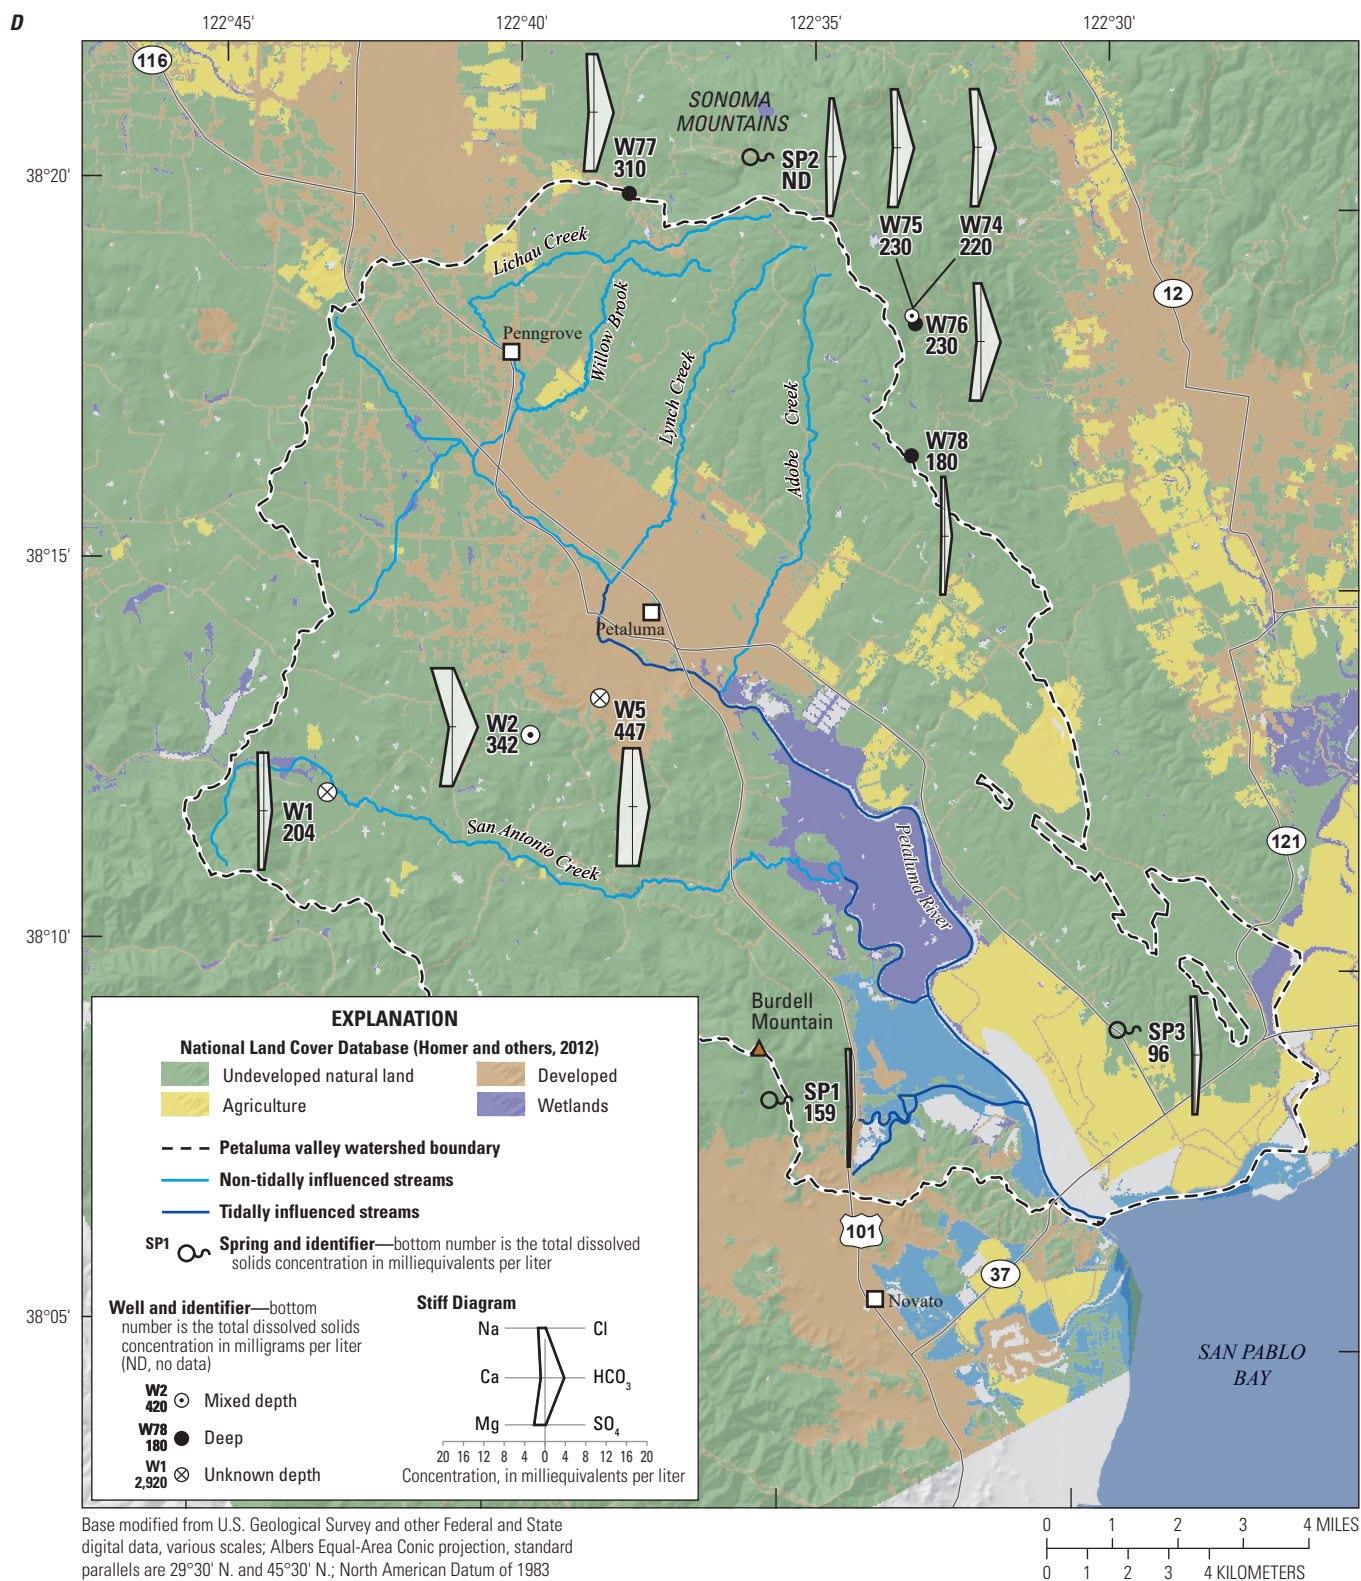 D
122°45'
122°40'
122°35'
122°30'
116
SONOMA
MOUNTAINS
W77
310
SP2
ND
38°20'
W75
230
W74
220
Lichau Creek
12
W76
230
Penngrove
Willow Brook
Lynch Creek
Adobe Creek
W78
180
38°15'
Petaluma
W2
342
W5
447
W1
204
San Antonio Creek
Petaluma River
121
38°10'
Burdell
Mountain
SP3
96
SP1
159
101
37
Novato
38°05'
SAN PABLO
BAY
EXPLANATION
National Land Cover Database (Homer and others, 2012)
Undeveloped natural land
Developed
Agriculture
Wetlands
Petaluma valley watershed boundary
Non-tidally influenced streams
Tidally influenced streams
SP1
Spring and identifier—bottom number is the total dissolved
solids concentration in milliequivalents per liter
Well and identifier—bottom
number is the total dissolved solids
concentration in milligrams per liter
(ND, no data)
W2
420
Mixed depth
W78
180
Deep
W1
2,920
Unknown depth
Stiff Diagram
Na Cl
Ca HCO3
Mg SO4
20 16 12 8 4 0 4 8 12 16 20
Concentration, in milliequivalents per liter
Base modified from U.S. Geological Survey and other Federal and State
digital data, various scales; Albers Equal-Area Conic projection, standard
parallels are 29°30' N. and 45°30' N.; North American Datum of 1983
0 1 2 3 4 MILES
0 1 2 3 4 KILOMETERS